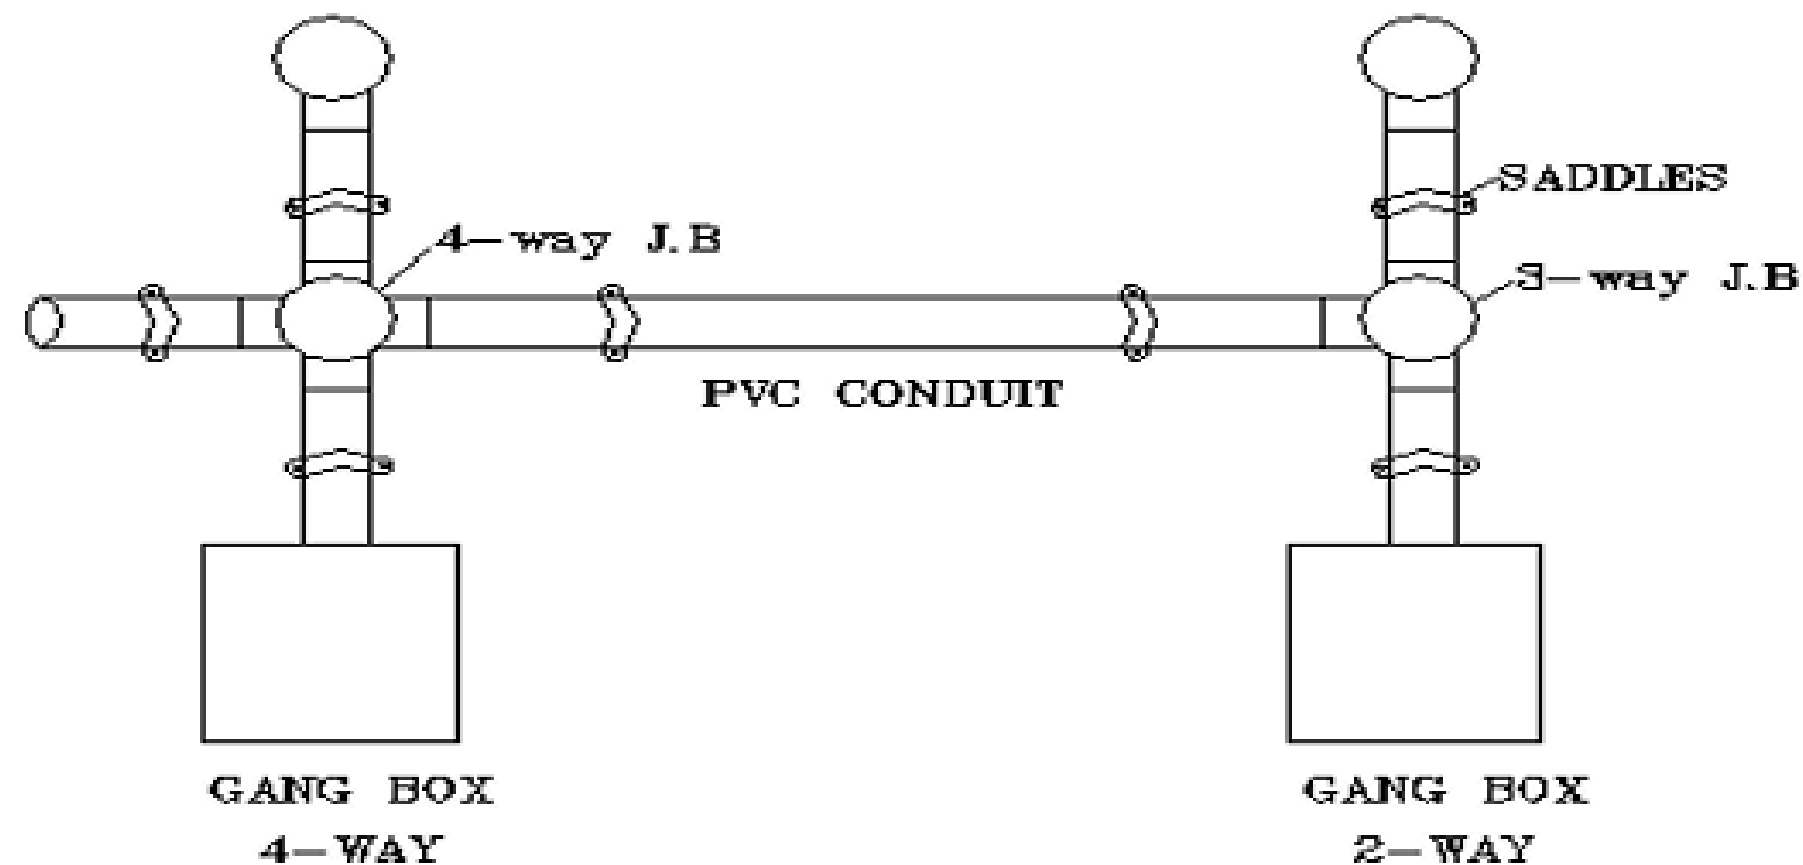 SADDLES
4-way J.B
3-way J.B
PVC CONDUIT
GANG BOX
4-WAY
GANG BOX
2-WAY